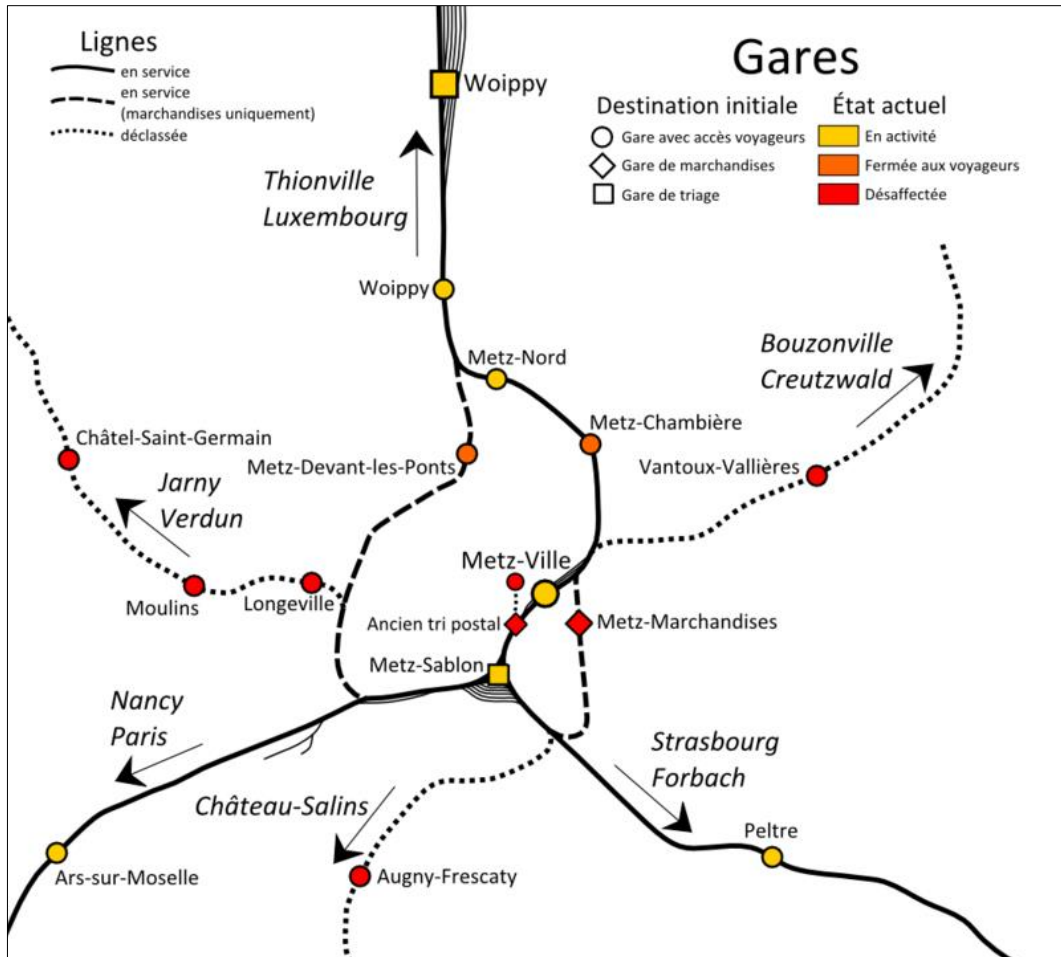 Lignes
en service
en service
(marchandises uniquement)
déclassée
Gares
Destination initiale
Gare avec accès voyageurs
Gare de marchandises
Gare de triage
État actuel
En activité
Fermée aux voyageurs
Désaffectée
Woippy
Thionville
Luxembourg
Woippy
Metz-Nord
Bouzonville
Creutzwald
Metz-Chambière
Châtel-Saint-Germain
Metz-Devant-les-Ponts
Vantoux-Vallières
Jarny
Verdun
Metz-Ville
Moulins
Longeville
Ancien tri postal
Metz-Marchandises
Metz-Sablon
Nancy
Paris
Strasbourg
Forbach
Château-Salins
Peltre
Ars-sur-Moselle
Augny-Frescaty